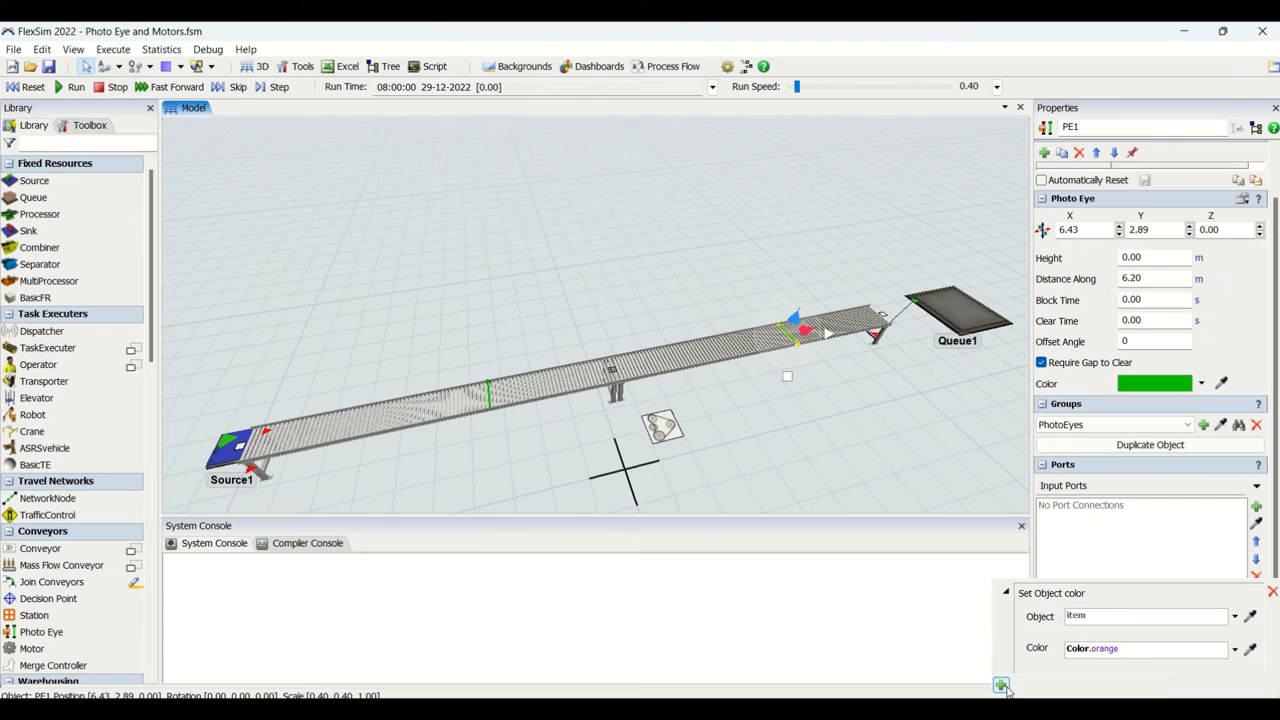 FlexSim 2022 - Photo Eye and Motors.fsm
File Edit View Execute Statistics Debug Help
3D Tools Excel Tree Script Backgrounds Dashboards Process Flow
Reset Run Stop Fast Forward Skip Step Run Time: 08:00:00 29-12-2022 [0.00] Run Speed: 0.40
Library
Library Toolbox
Fixed Resources
Source
Queue
Processor
Sink
Combiner
Separator
MultiProcessor
BasicFR
Task Executers
Dispatcher
TaskExecuter
Operator
Transporter
Elevator
Robot
Crane
ASRSvehicle
BasicTE
Travel Networks
NetworkNode
TrafficControl
Conveyors
Conveyor
Mass Flow Conveyor
Join Conveyors
Decision Point
Station
Photo Eye
Motor
Merge Controller
Warehousing
Model
Source1
Queue1
System Console
System Console Compiler Console
Object: PE1 Position [6.43, 2.89, 0.00] Rotation [0.00, 0.00, 0.00] Scale [0.40, 0.40, 1.00]
Properties
PE1
Automatically Reset
Photo Eye
X Y Z
6.43 2.89 0.00
Height 0.00 m
Distance Along 6.20 m
Block Time 0.00 s
Clear Time 0.00 s
Offset Angle 0
Require Gap to Clear
Color
Groups
PhotoEyes
Duplicate Object
Ports
Input Ports
No Port Connections
Set Object color
Object item
Color Color.orange